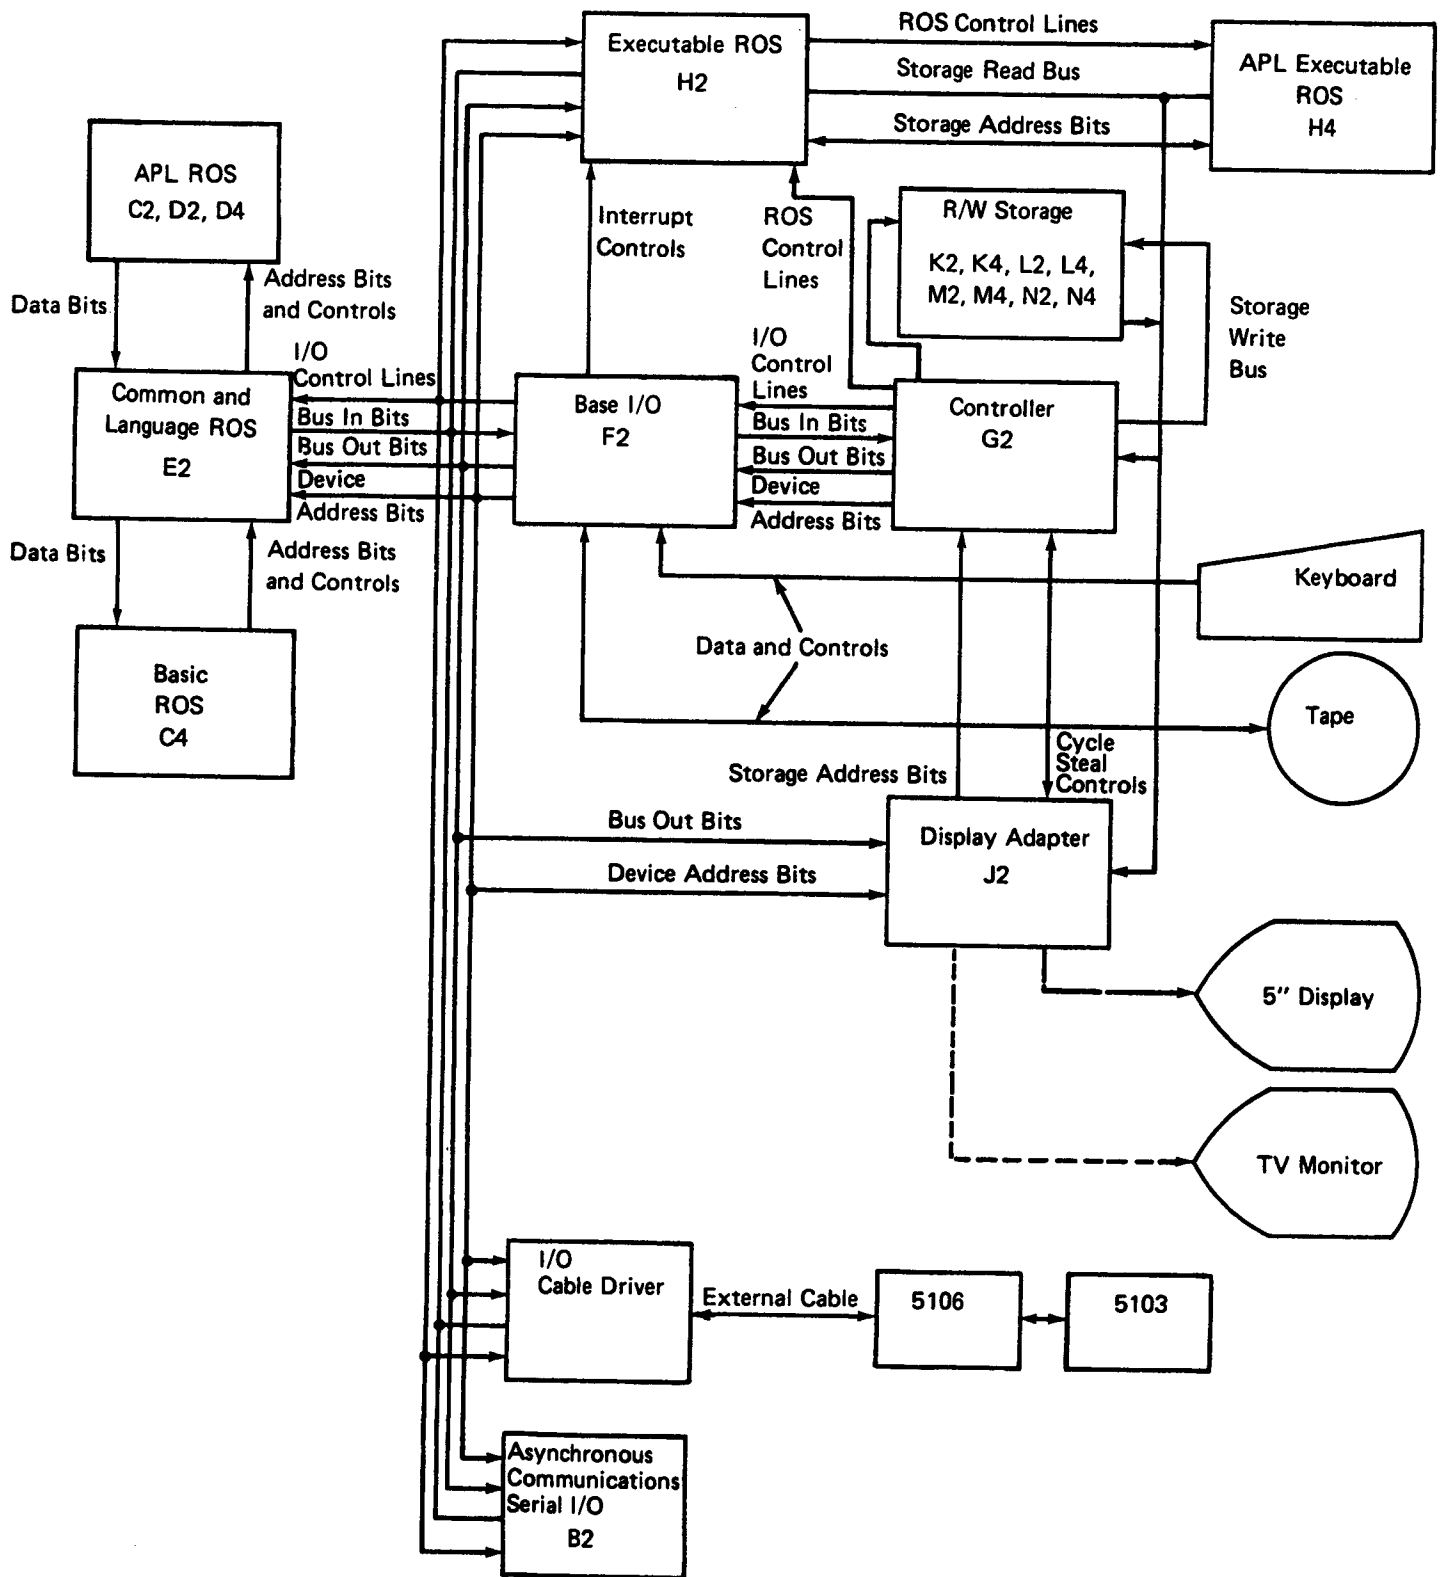 Executable ROS
H2
ROS Control Lines
Storage Read Bus
Storage Address Bits
APL Executable
ROS
H4
APL ROS
C2, D2, D4
Data Bits
Address Bits
and Controls
Interrupt
Controls
ROS
Control
Lines
R/W Storage
K2, K4, L2, L4,
M2, M4, N2, N4
Storage
Write
Bus
I/O
Control Lines
Bus In Bits
Bus Out Bits
Device
Address Bits
Common and
Language ROS
E2
Base I/O
F2
I/O
Control
Lines
Bus In Bits
Bus Out Bits
Device
Address Bits
Controller
G2
Data Bits
Address Bits
and Controls
Basic
ROS
C4
Keyboard
Data and Controls
Tape
Storage Address Bits
Cycle
Steal
Controls
Bus Out Bits
Device Address Bits
Display Adapter
J2
5" Display
TV Monitor
I/O
Cable Driver
External Cable
5106
5103
Asynchronous
Communications
Serial I/O
B2